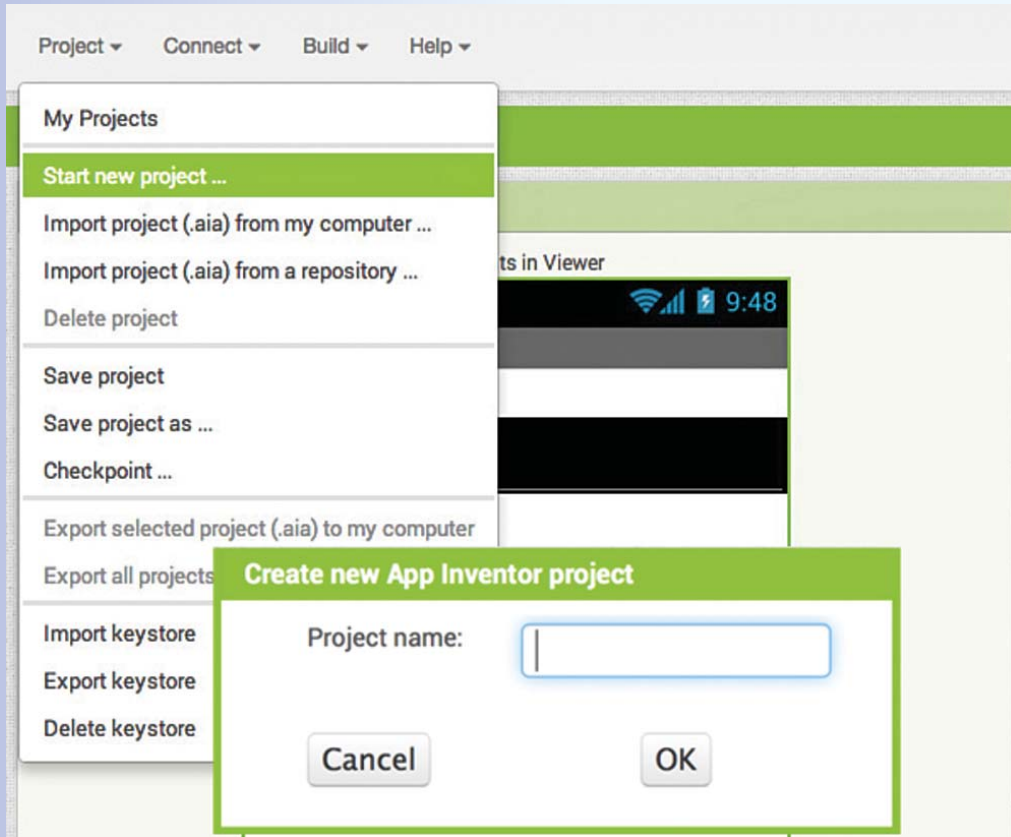 Project Connect Build Help
My Projects
Start new project ...
Import project (.aia) from my computer ...
Import project (.aia) from a repository ...
Delete project
Save project
Save project as ...
Checkpoint ...
Export selected project (.aia) to my computer
Export all projects
Import keystore
Export keystore
Delete keystore
in Viewer
9:48
Create new App Inventor project
Project name:
Cancel OK